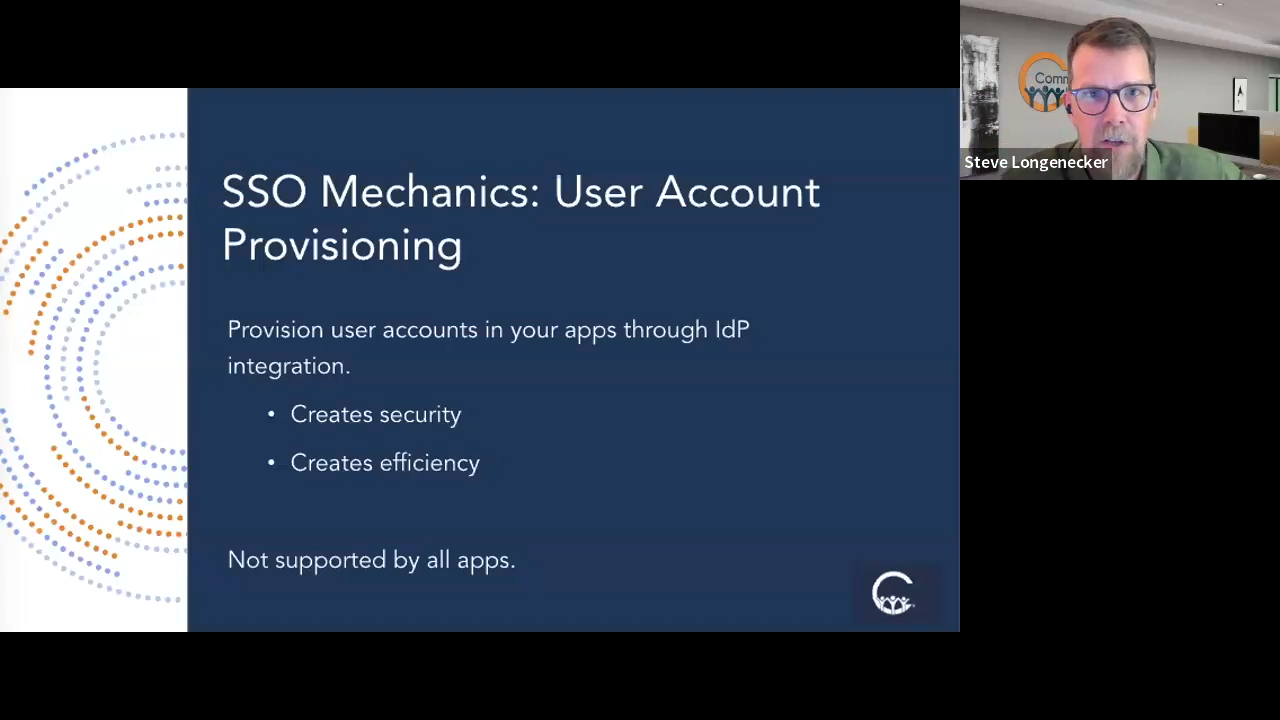 SSO Mechanics: User Account
Provisioning
Provision user accounts in your apps through IdP
integration.
• Creates security
• Creates efficiency
Not supported by all apps.
Comm
Steve Longenecker